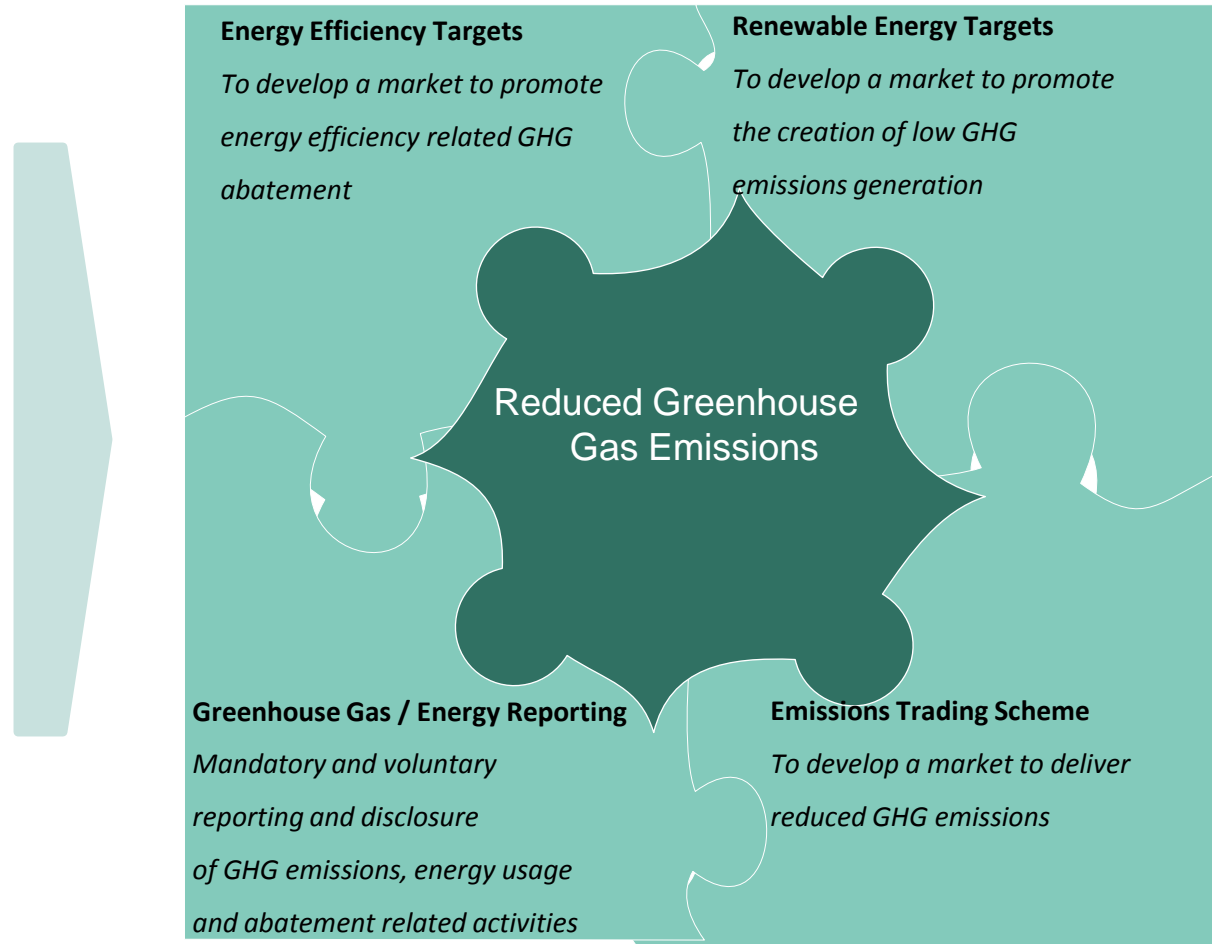 Energy Efficiency Targets
To develop a market to promote
energy efficiency related GHG
abatement
Renewable Energy Targets
To develop a market to promote
the creation of low GHG
emissions generation
Reduced Greenhouse
Gas Emissions
Greenhouse Gas / Energy Reporting
Mandatory and voluntary
reporting and disclosure
of GHG emissions, energy usage
and abatement related activities
Emissions Trading Scheme
To develop a market to deliver
reduced GHG emissions